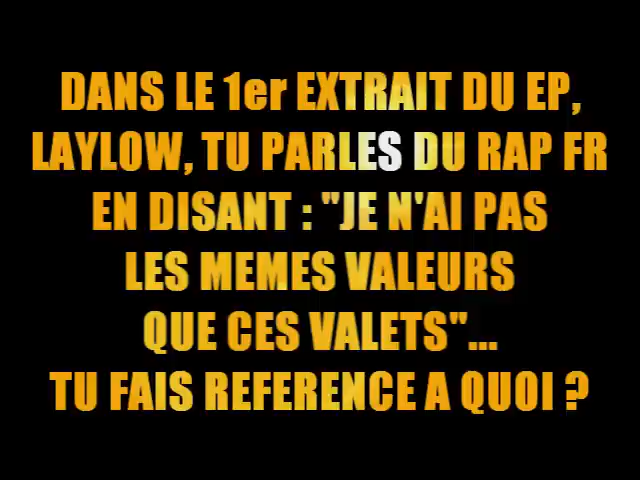 DANS LE 1er EXTRAIT DU EP,
LAYLOW, TU PARLES DU RAP FR
EN DISANT : "JE N'AI PAS
LES MEMES VALEURS
QUE CES VALETS"...
TU FAIS REFERENCE A QUOI ?